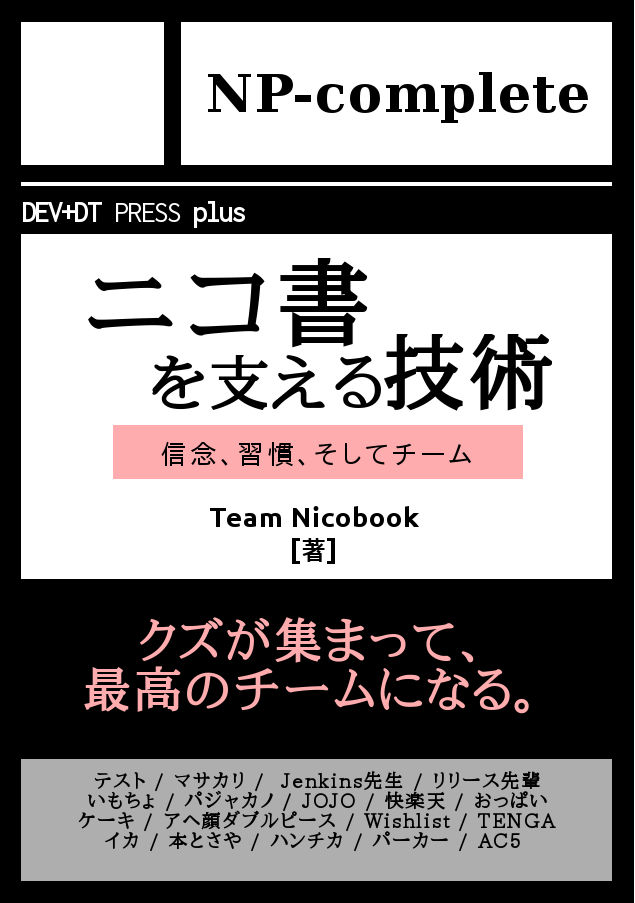 NP-complete
DEV+DT PRESS plus
ニコ書
を支える技術
信念、習慣、そしてチーム
Team Nicobook
[著]
クズが集まって、
最高のチームになる。
テスト / マサカリ / Jenkins先生 / リリース先輩
いもちょ / パジャカノ / JOJO / 快楽天 / おっぱい
ケーキ / アヘ顔ダブルピース / Wishlist / TENGA
イカ / 本とさや / ハンチカ / パーカー / AC5